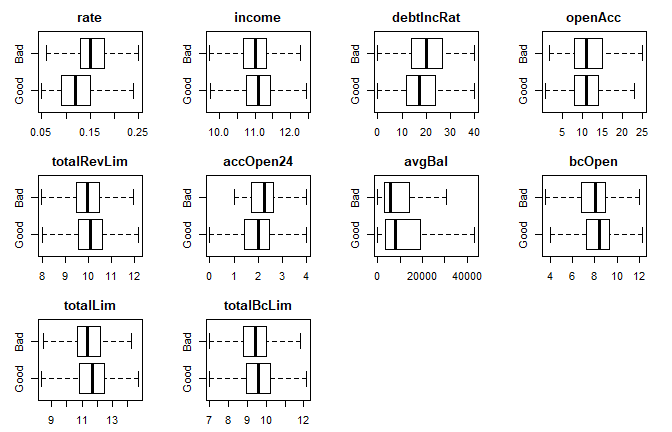 rate income debtIncRat openAcc
Bad Bad Bad Bad
Good Good Good Good
0.05 0.15 0.25 10.0 11.0 12.0 0 10 20 30 40 5 10 15 20 25
totalRevLim accOpen24 avgBal bcOpen
Bad Bad Bad Bad
Good Good Good Good
8 9 10 11 12 0 1 2 3 4 0 20000 40000 4 6 8 10 12
totalLim totalBcLim
Bad Bad
Good Good
9 11 13 7 8 9 10 12